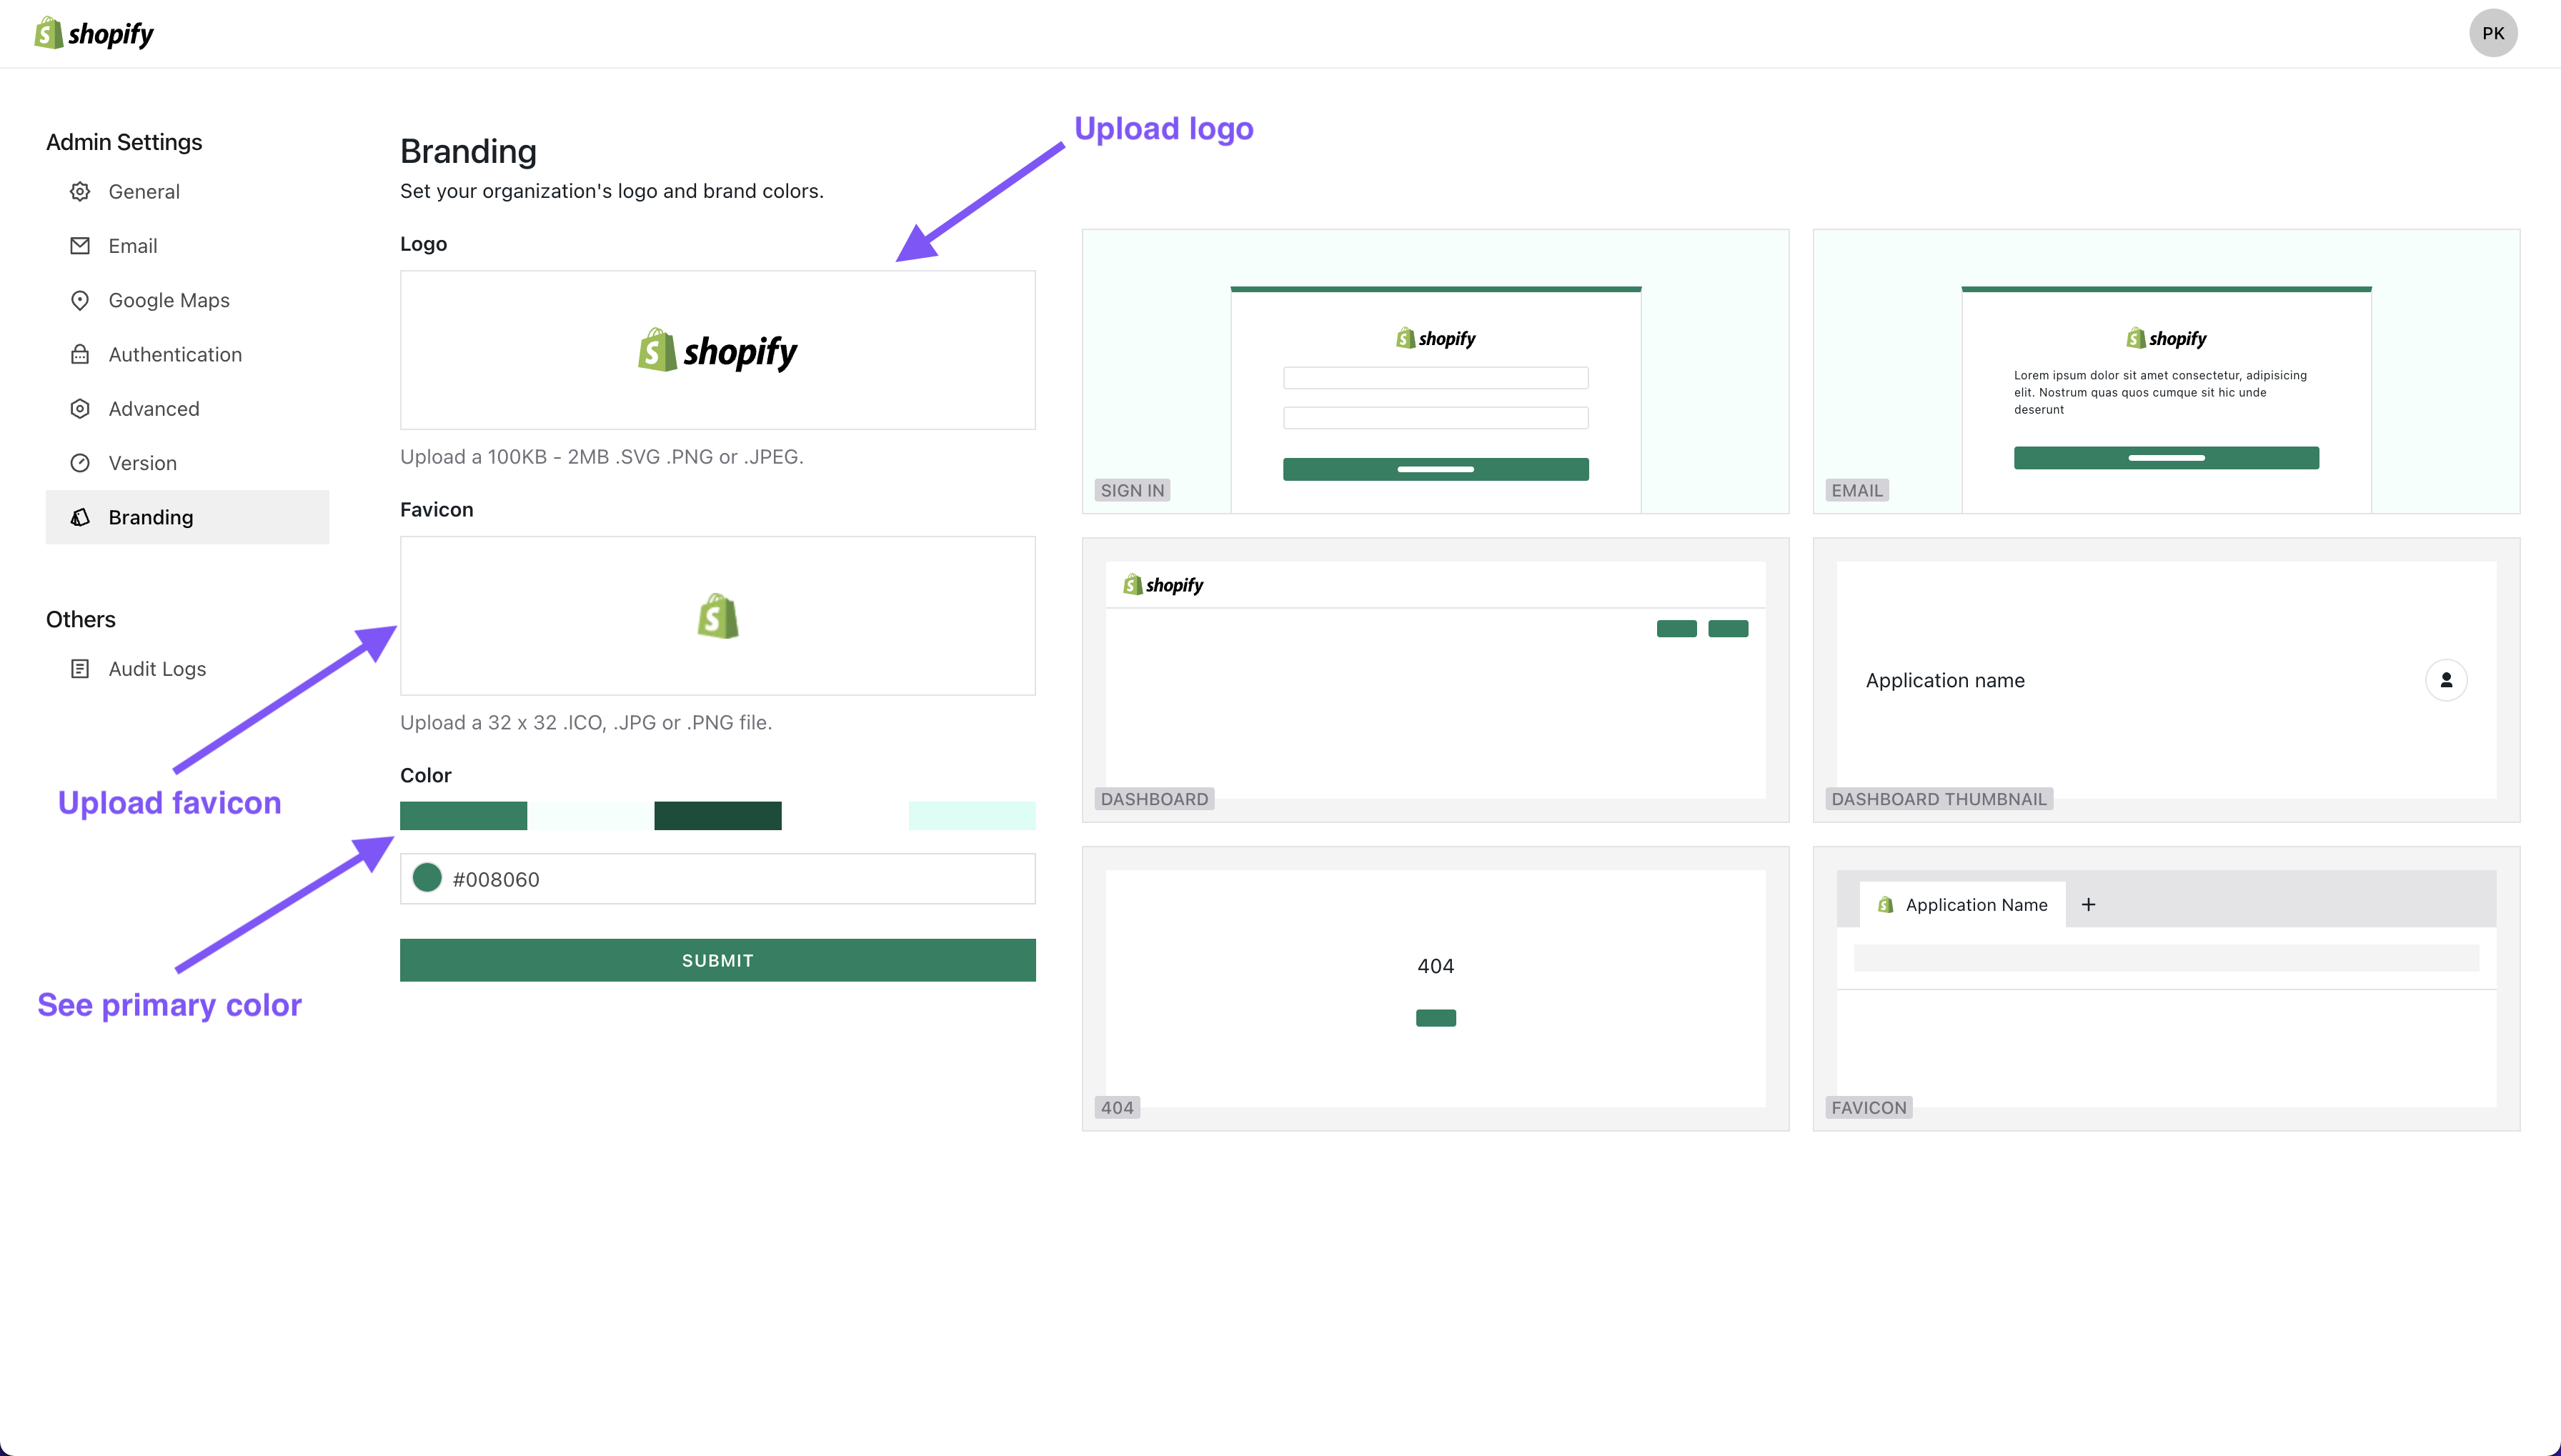 shopify
PK
Admin Settings
General
Email
Google Maps
Authentication
Advanced
Version
Branding
Others
Audit Logs
Upload favicon
See primary color
Upload logo
Branding
Set your organization's logo and brand colors.
Logo
shopify
Upload a 100KB - 2MB .SVG .PNG or .JPEG.
Favicon
Upload a 32 x 32 .ICO, .JPG or .PNG file.
Color
#008060
SUBMIT
shopify
SIGN IN
shopify
Lorem ipsum dolor sit amet consectetur, adipisicing
elit. Nostrum quas quos cumque sit hic unde
deserunt
EMAIL
shopify
DASHBOARD
Application name
DASHBOARD THUMBNAIL
404
404
Application Name
FAVICON